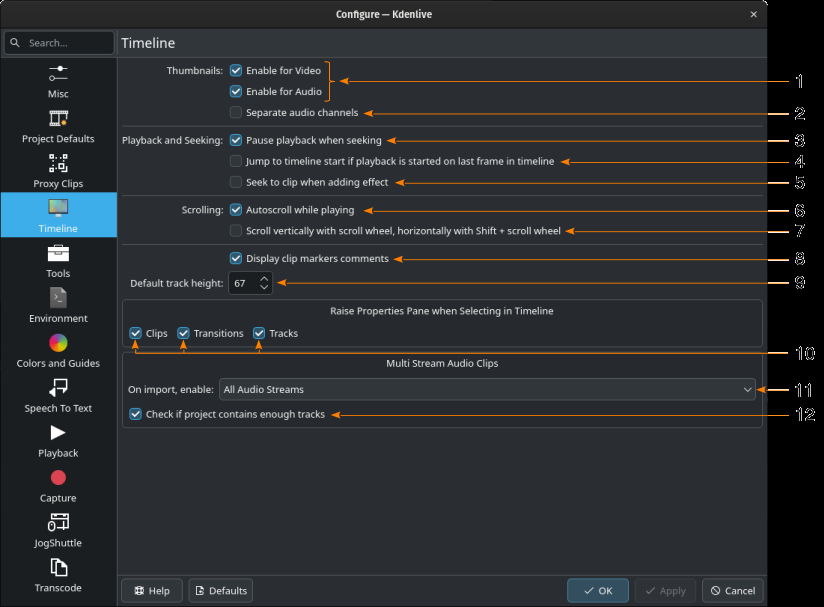 Configure — Kdenlive
Search...
Timeline
Misc
Project Defaults
Proxy Clips
Timeline
Tools
Environment
Colors and Guides
Speech To Text
Playback
Capture
JogShuttle
Transcode
Thumbnails: Enable for Video
Enable for Audio
1
Separate audio channels 2
Playback and Seeking: Pause playback when seeking 3
Jump to timeline start if playback is started on last frame in timeline 4
Seek to clip when adding effect 5
Scrolling: Autoscroll while playing 6
Scroll vertically with scroll wheel, horizontally with Shift + scroll wheel 7
Display clip markers comments 8
Default track height: 67 9
Raise Properties Pane when Selecting in Timeline
Clips Transitions Tracks
10
Multi Stream Audio Clips
On import, enable: All Audio Streams 11
Check if project contains enough tracks 12
Help Defaults OK Apply Cancel